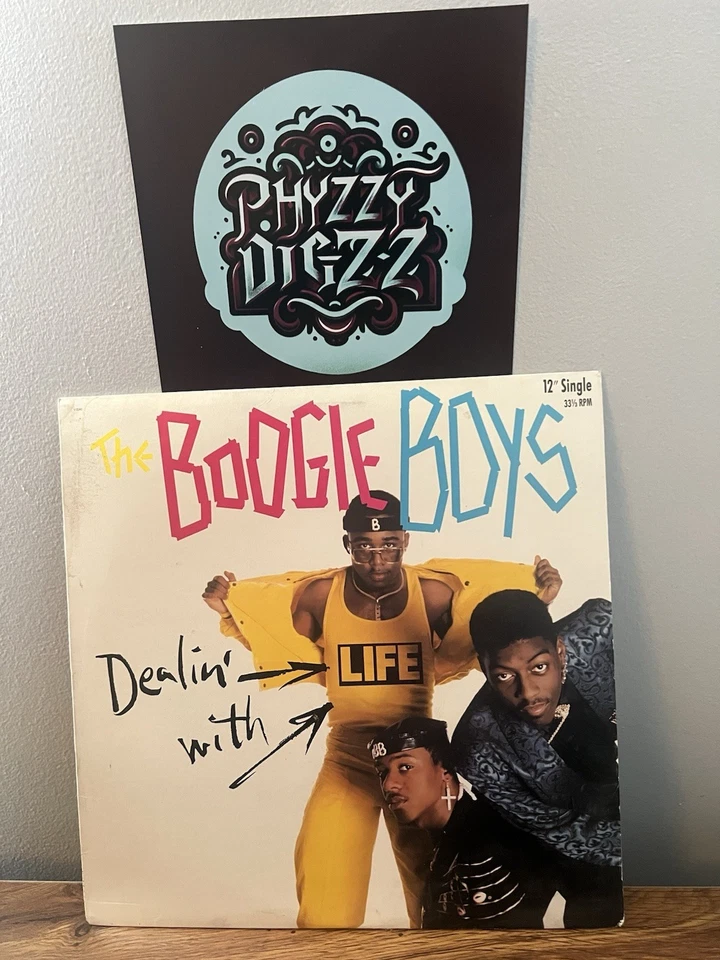 PHYZZY
DIGZZ
12" Single
33⅓ RPM
The BOOGIE BOYS
B
LIFE
Dealin'
with
BB